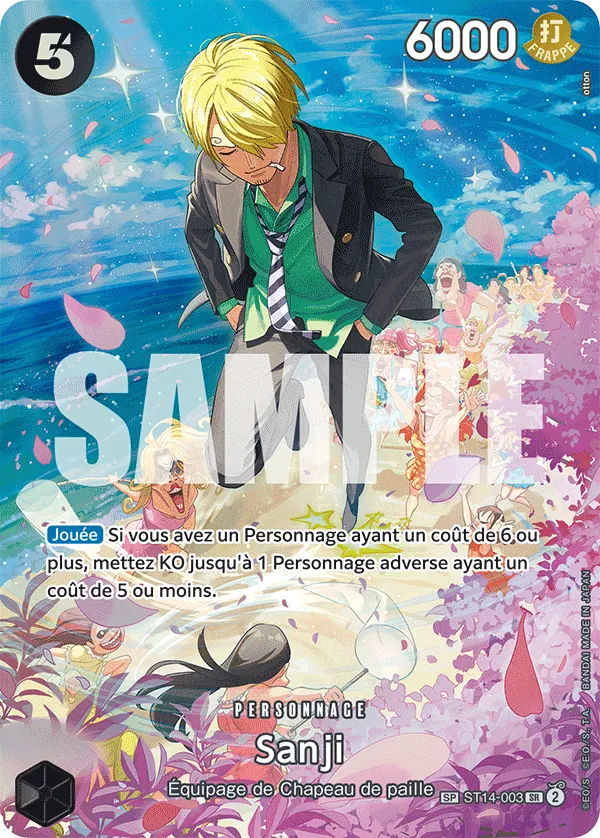 5
6000
打
FRAPPE
otton
SAMPLE
Jouée Si vous avez un Personnage ayant un coût de 6 ou
plus, mettez KO jusqu'à 1 Personnage adverse ayant un
coût de 5 ou moins.
PERSONNAGE
Sanji
Équipage de Chapeau de paille
SP ST14-003 SR 2
©E.O/S ©E.O/S., T.A. BANDAI MADE IN JAPAN